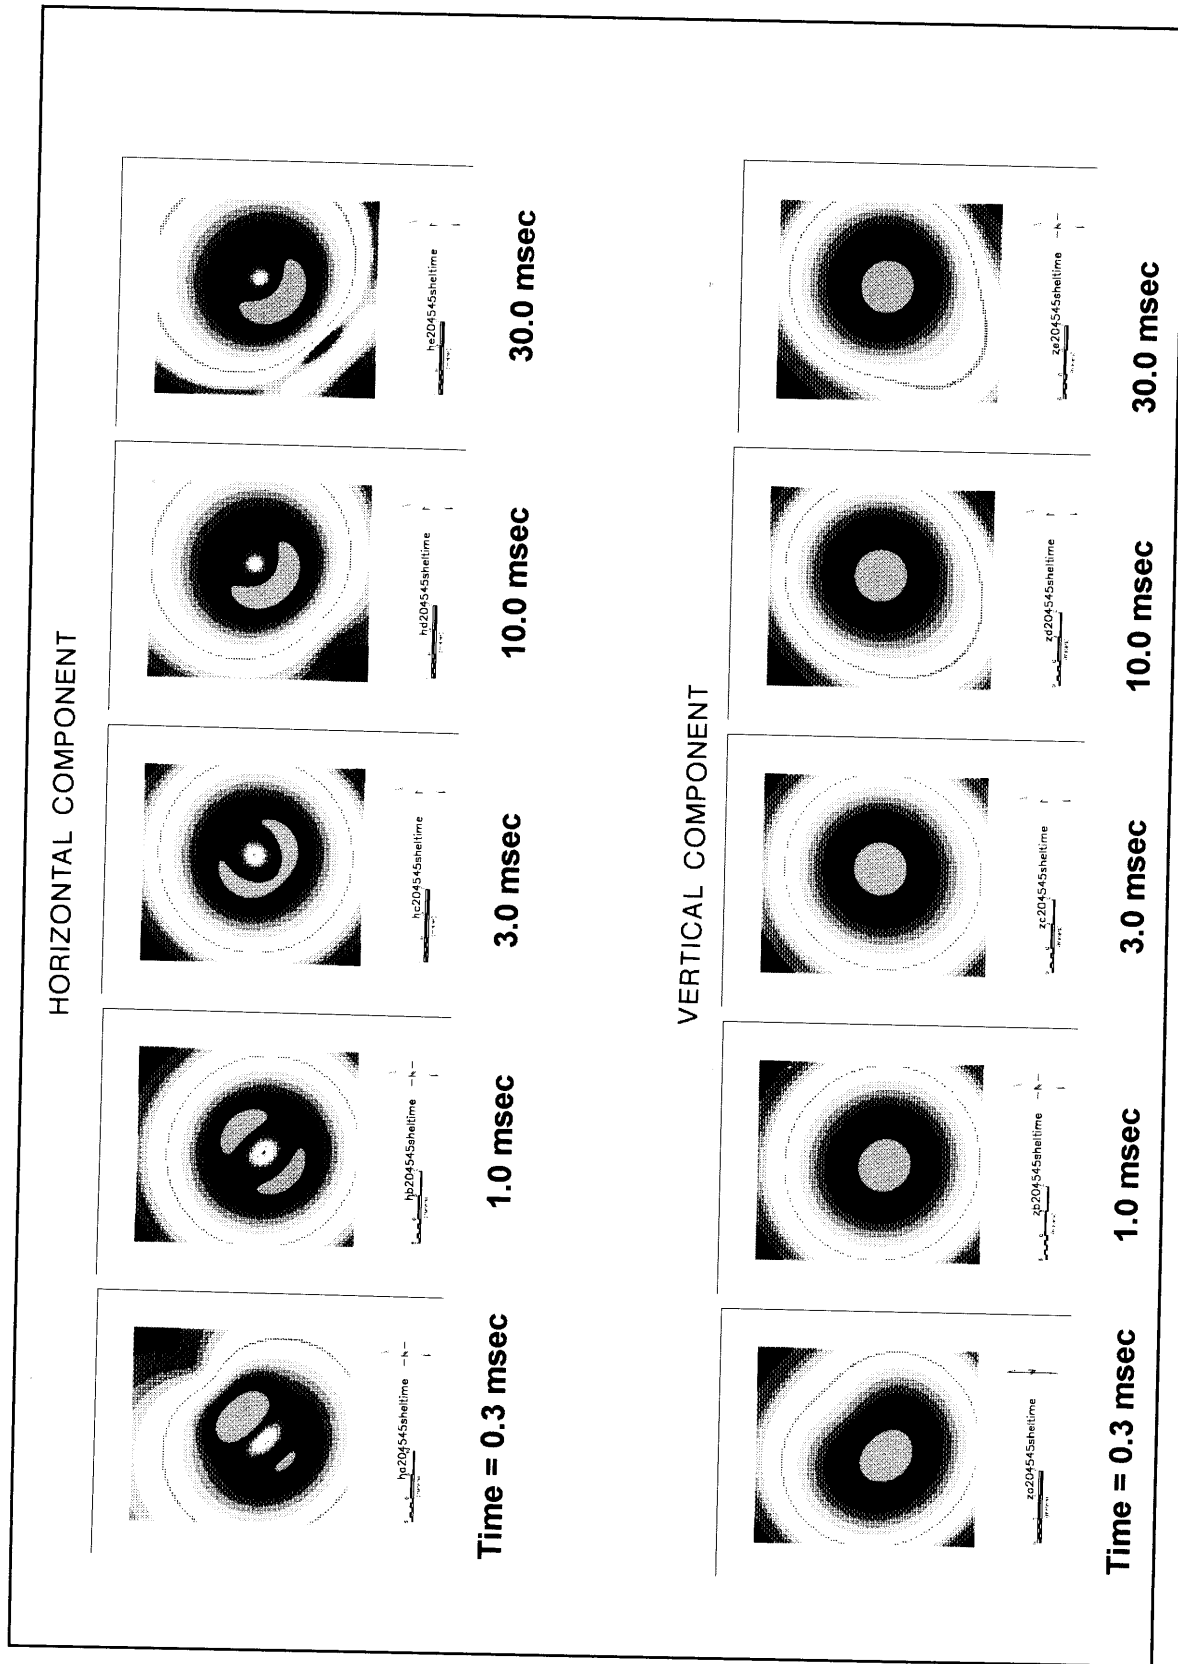 HORIZONTAL COMPONENT
ha204545sheltime
hb204545sheltime
hc204545sheltime
hd204545sheltime
he204545sheltime
Time = 0.3 msec
1.0 msec
3.0 msec
10.0 msec
30.0 msec
VERTICAL COMPONENT
za204545sheltime
zb204545sheltime
zc204545sheltime
zd204545sheltime
ze204545sheltime
Time = 0.3 msec
1.0 msec
3.0 msec
10.0 msec
30.0 msec